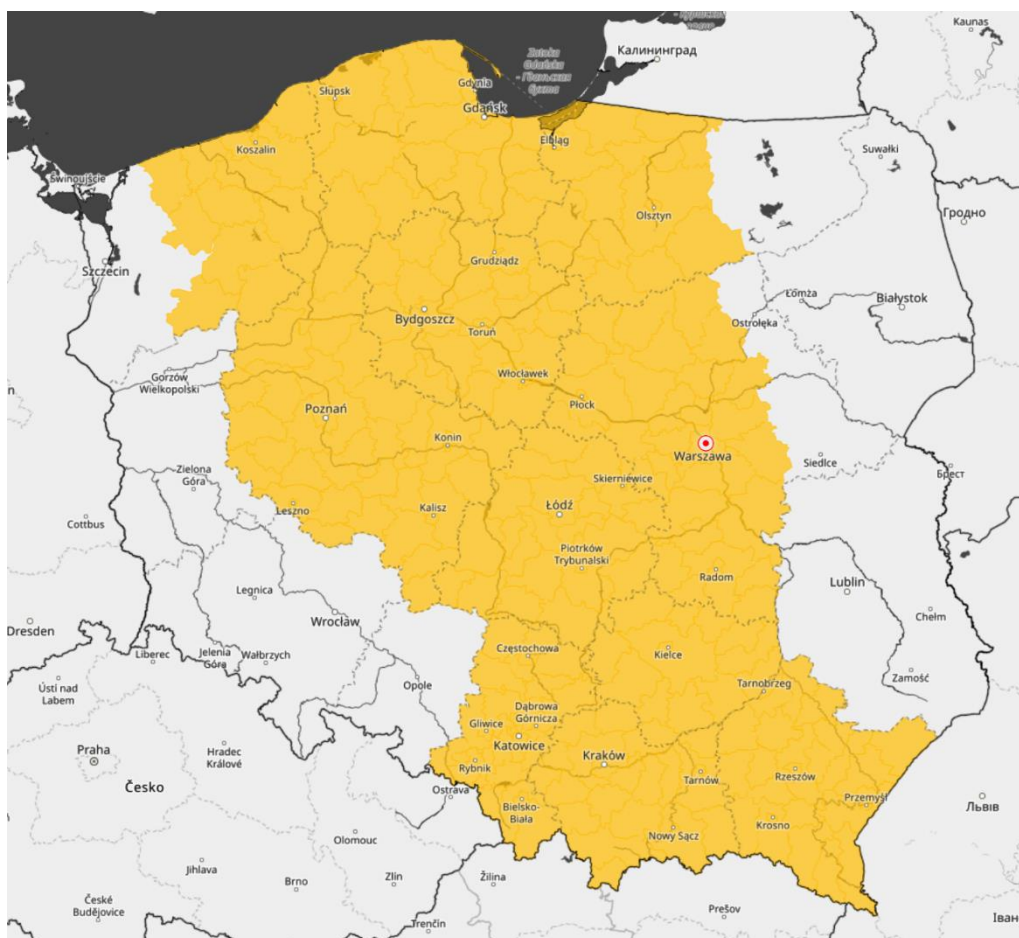 Kaunas
Калининград
Zatoka
Gdańska
Słupsk
Gdynia
Gdańsk
Koszalin
Elbląg
Suwałki
Świnoujście
Olsztyn
Гродно
Szczecin
Grudziądz
Łomża
Białystok
Bydgoszcz
Toruń
Ostrołęka
Gorzów
Wielkopolski
Włocławek
Płock
Poznań
Konin
Warszawa
Siedlce
Брест
Zielona
Góra
Skierniewice
Leszno
Kalisz
Łódź
Cottbus
Piotrków
Trybunalski
Radom
Lublin
Legnica
Wrocław
Chełm
Dresden
Liberec
Jelenia
Góra
Wałbrzych
Częstochowa
Kielce
Zamość
Ústí nad
Labem
Opole
Tarnobrzeg
Dąbrowa
Górnicza
Gliwice
Katowice
Praha
Hradec
Králové
Kraków
Rybnik
Tarnów
Rzeszów
Česko
Ostrava
Bielsko-
Biała
Przemyśl
Львів
Krosno
Nowy Sącz
Olomouc
Jihlava
Brno
Zlín
Žilina
České
Budějovice
Trenčín
Prešov
Іван